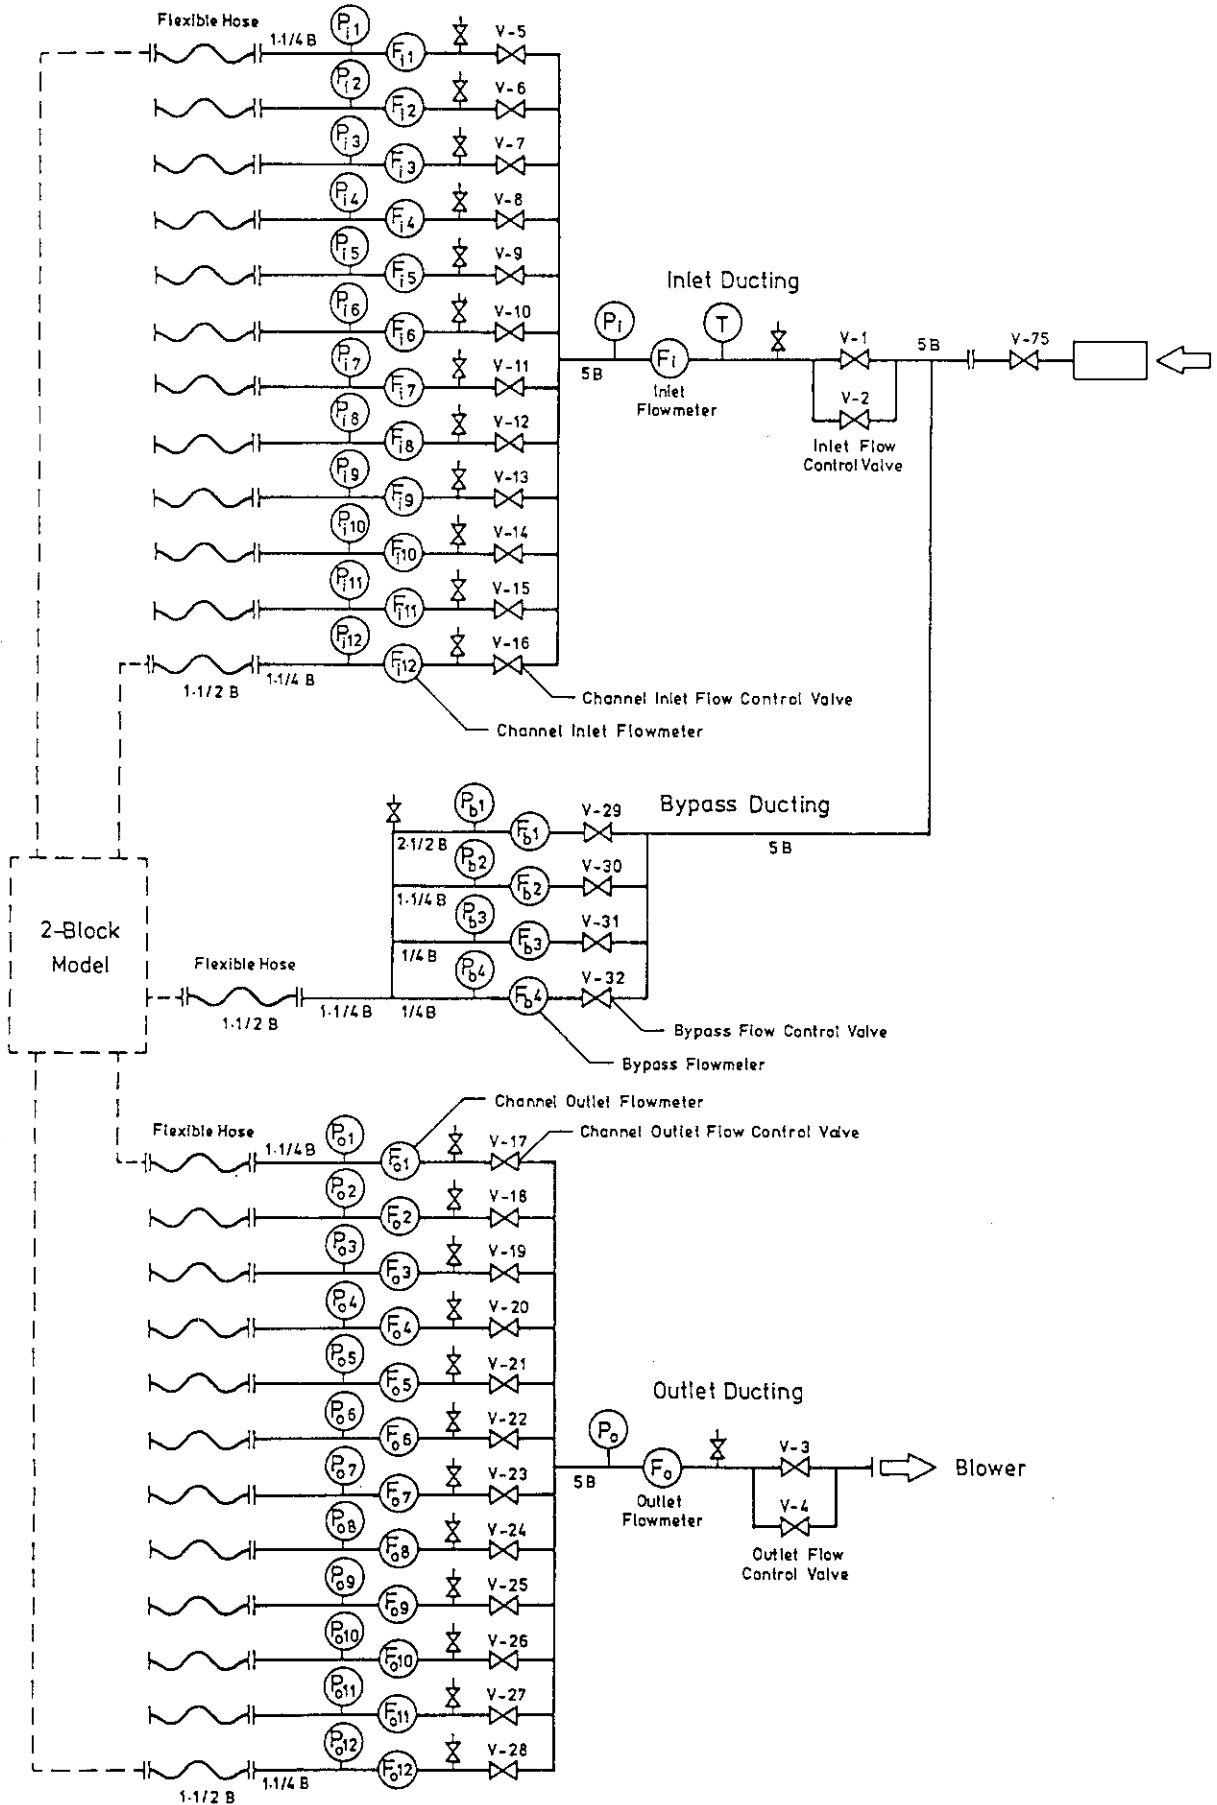 Flexible Hose
1-1/4 B
Pi1
Fi1
V-5
Pi2
Fi2
V-6
Pi3
Fi3
V-7
Pi4
Fi4
V-8
Pi5
Fi5
V-9
Pi6
Fi6
V-10
Pi7
Fi7
V-11
Pi8
Fi8
V-12
Pi9
Fi9
V-13
Pi10
Fi10
V-14
Pi11
Fi11
V-15
Pi12
Fi12
V-16
1-1/2 B
1-1/4 B
Channel Inlet Flow Control Valve
Channel Inlet Flowmeter
Inlet Ducting
5B
Pi
Fi
Inlet
Flowmeter
T
V-1
V-2
Inlet Flow
Control Valve
5B
V-75
Bypass Ducting
5B
Pb1
Fb1
V-29
2-1/2B
Pb2
Fb2
V-30
1-1/4B
Pb3
Fb3
V-31
1/4 B
Pb4
Fb4
V-32
1/4B
Bypass Flow Control Valve
Bypass Flowmeter
2-Block
Model
Flexible Hose
1-1/2 B
1-1/4B
Channel Outlet Flowmeter
Channel Outlet Flow Control Valve
Flexible Hose
1-1/4B
Po1
Fo1
V-17
Po2
Fo2
V-18
Po3
Fo3
V-19
Po4
Fo4
V-20
Po5
Fo5
V-21
Po6
Fo6
V-22
Po7
Fo7
V-23
Po8
Fo8
V-24
Po9
Fo9
V-25
Po10
Fo10
V-26
Po11
Fo11
V-27
Po12
Fo12
V-28
1-1/2 B
1-1/4 B
Outlet Ducting
5B
Po
Fo
Outlet
Flowmeter
V-3
V-4
Outlet Flow
Control Valve
Blower